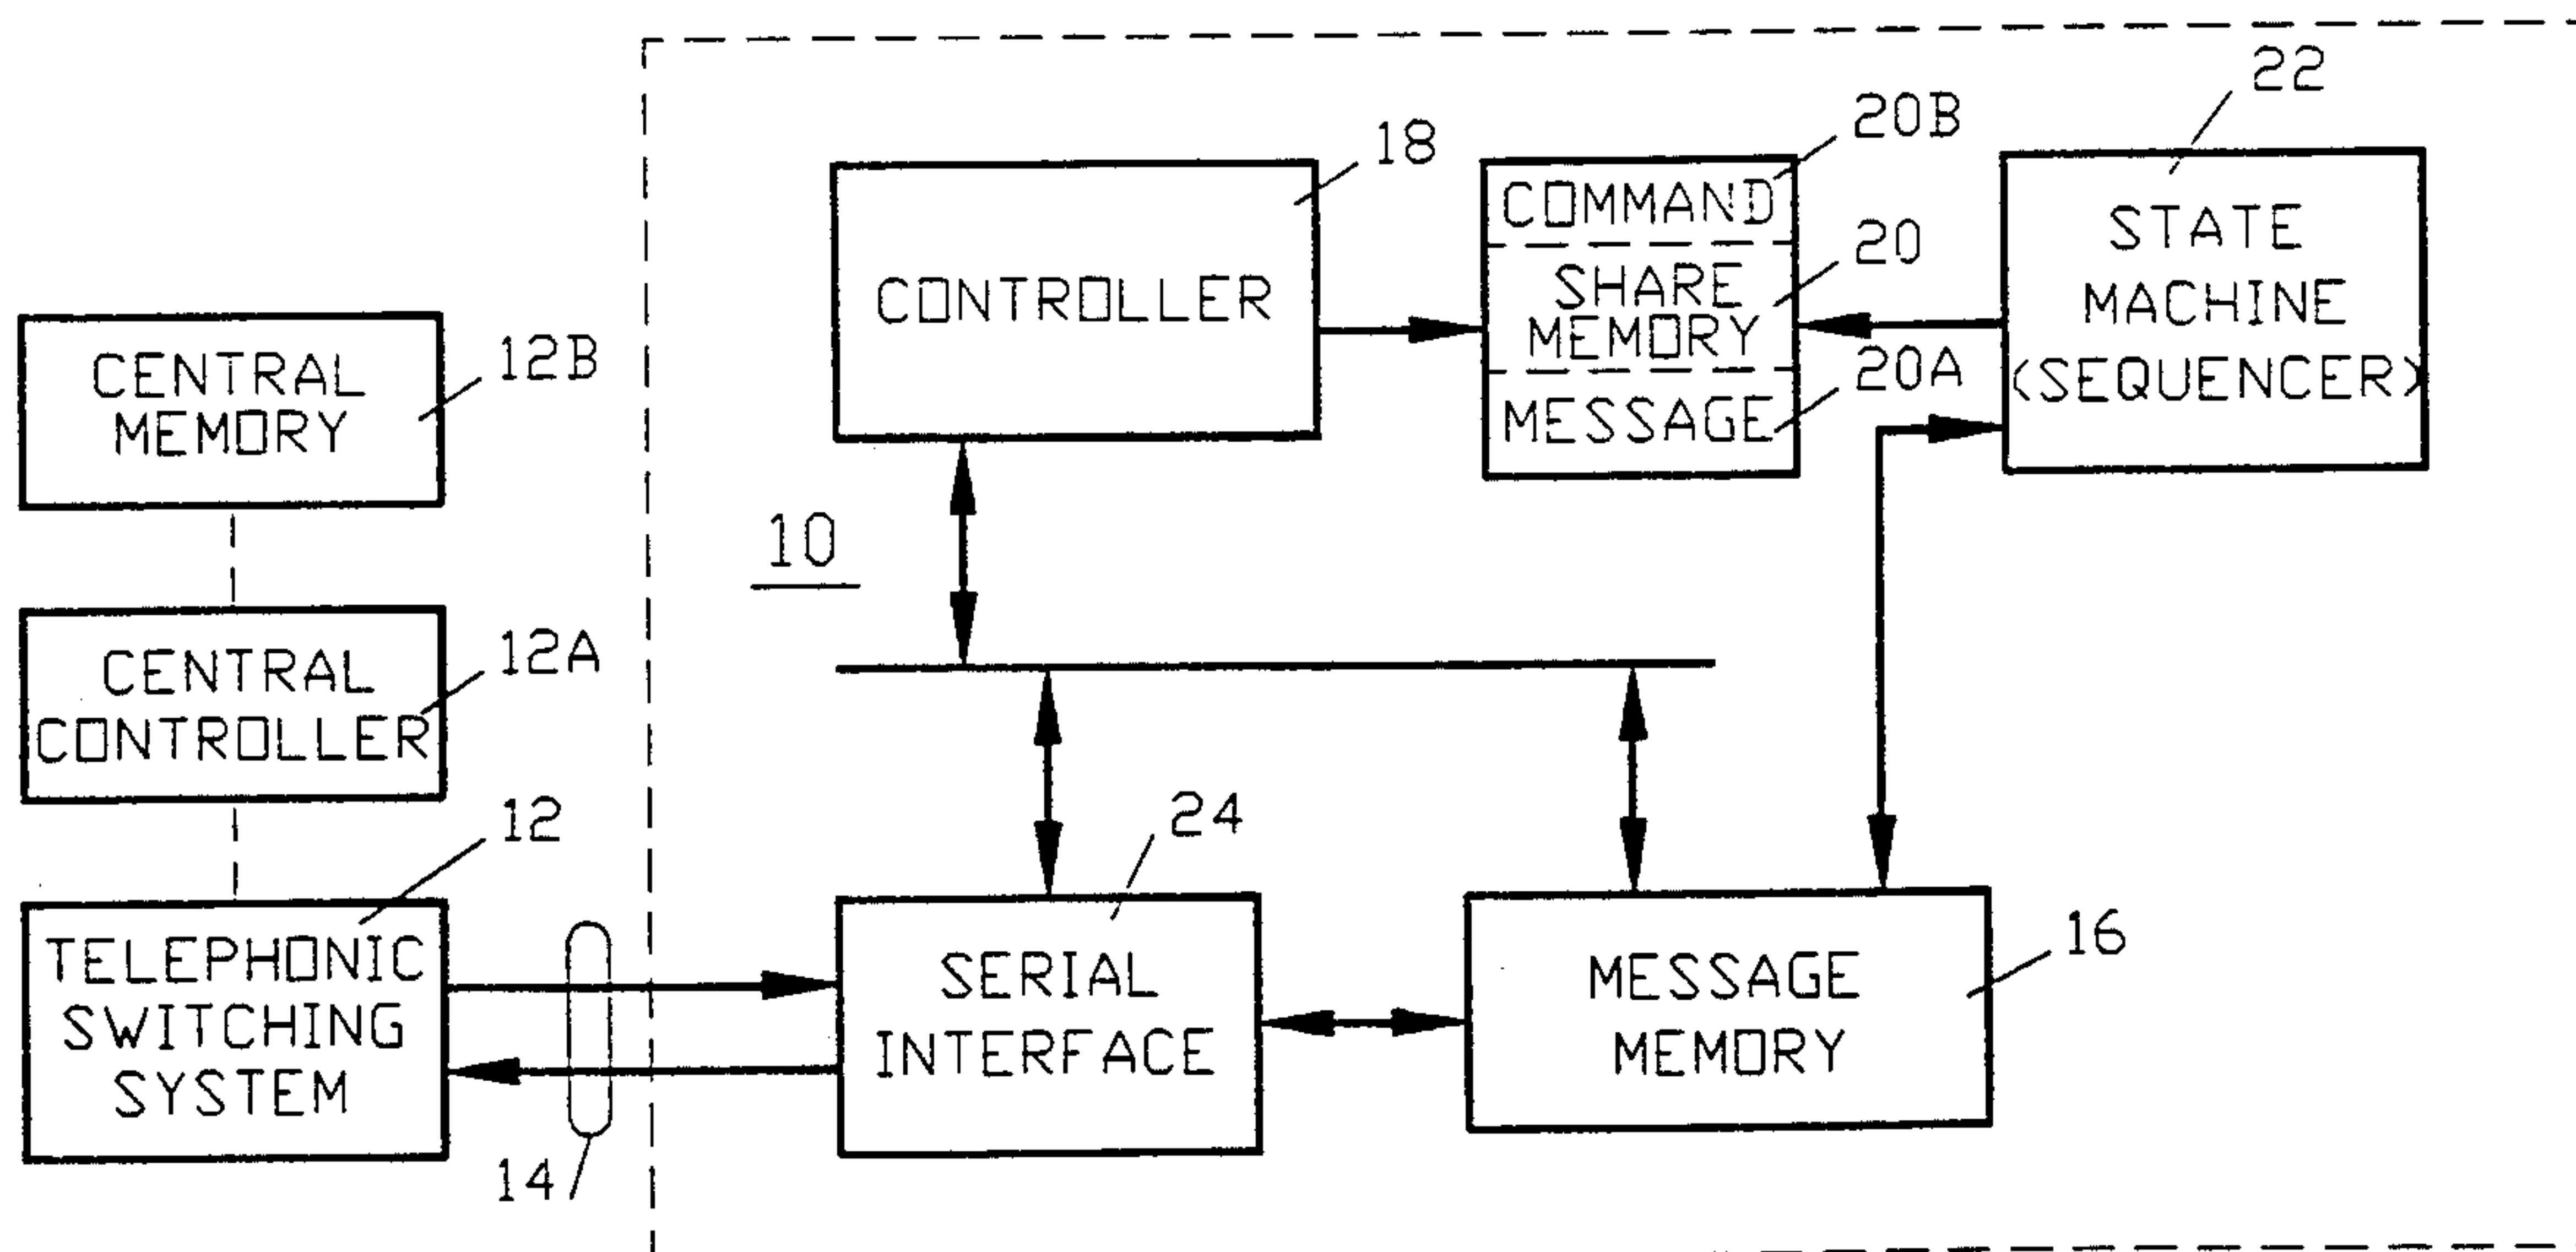 22
20B
18
COMMAND
STATE
MACHINE
(SEQUENCER)
20
SHARE
MEMORY
CONTROLLER
20A
MESSAGE
12B
CENTRAL
MEMORY
10
12A
CENTRAL
CONTROLLER
12
24
TELEPHONIC
SWITCHING
SYSTEM
SERIAL
INTERFACE
16
MESSAGE
MEMORY
14